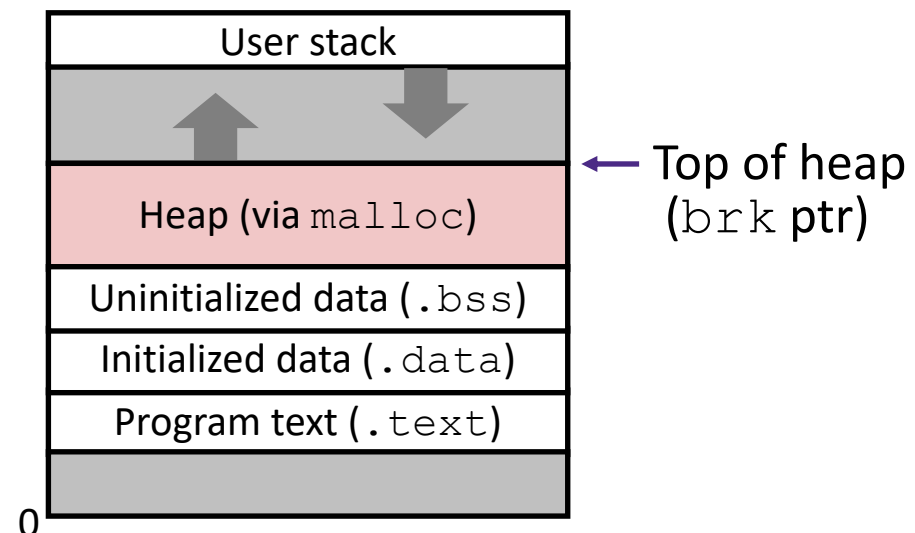 User stack
Top of heap
(brk ptr)
Heap (via malloc)
Uninitialized data (.bss)
Initialized data (.data)
Program text (.text)
0